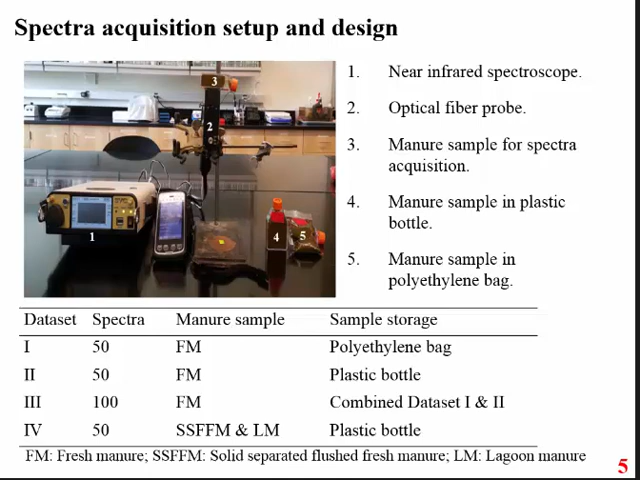 Spectra acquisition setup and design
3
2
1
4
5
1. Near infrared spectroscope.
2. Optical fiber probe.
3. Manure sample for spectra
acquisition.
4. Manure sample in plastic
bottle.
5. Manure sample in
polyethylene bag.
Dataset Spectra Manure sample Sample storage
I 50 FM Polyethylene bag
II 50 FM Plastic bottle
III 100 FM Combined Dataset I & II
IV 50 SSFFM & LM Plastic bottle
FM: Fresh manure; SSFFM: Solid separated flushed fresh manure; LM: Lagoon manure
5